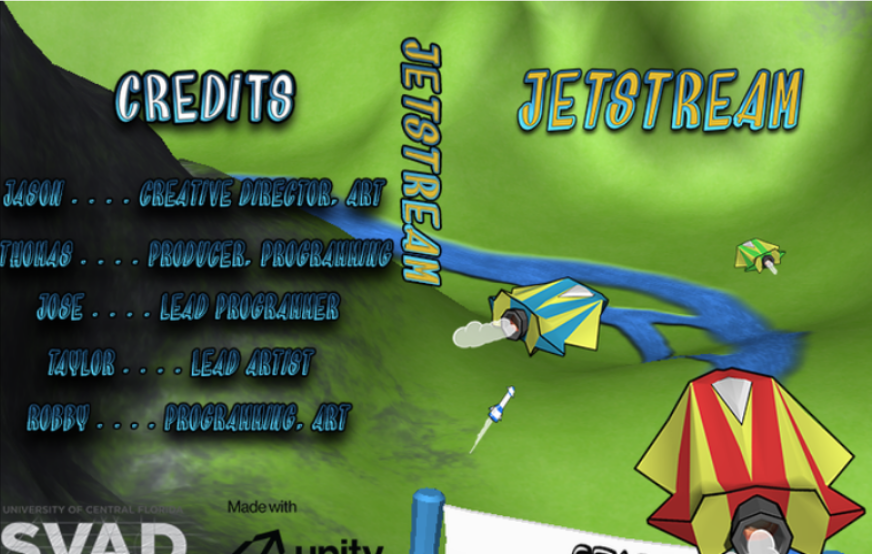 CREDITS
JASON . . . . CREATIVE DIRECTOR, ART
THOMAS . . . . PRODUCER, PROGRAMMING
JOSE . . . . LEAD PROGRAMMER
TAYLOR . . . . LEAD ARTIST
ROBBY . . . . PROGRAMMING, ART
UNIVERSITY OF CENTRAL FLORIDA
SVAD
Made with
unity
JETSTREAM
JETSTREAM